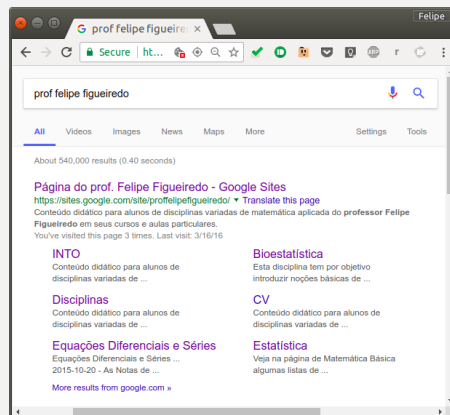 Felipe
prof felipe figueire
Secure | ht...
ABP
r
prof felipe figueiredo
All Videos Images News Maps More Settings Tools
About 540,000 results (0.40 seconds)
Página do prof. Felipe Figueiredo - Google Sites
https://sites.google.com/site/proffelipefigueiredo/ ▼ Translate this page
Conteúdo didático para alunos de disciplinas variadas de matemática aplicada do professor Felipe
Figueiredo em seus cursos e aulas particulares.
You've visited this page 3 times. Last visit: 3/16/16
INTO
Conteúdo didático para alunos de
disciplinas variadas de ...
Bioestatística
Esta disciplina tem por objetivo
introduzir noções básicas de ...
Disciplinas
Conteúdo didático para alunos de
disciplinas variadas de ...
CV
Conteúdo didático para alunos de
disciplinas variadas de ...
Equações Diferenciais e Séries
Equações Diferenciais e Séries ...
2015-10-20 - As Notas de ...
Estatística
Veja na página de Matemática Básica
algumas listas de ...
More results from google.com »